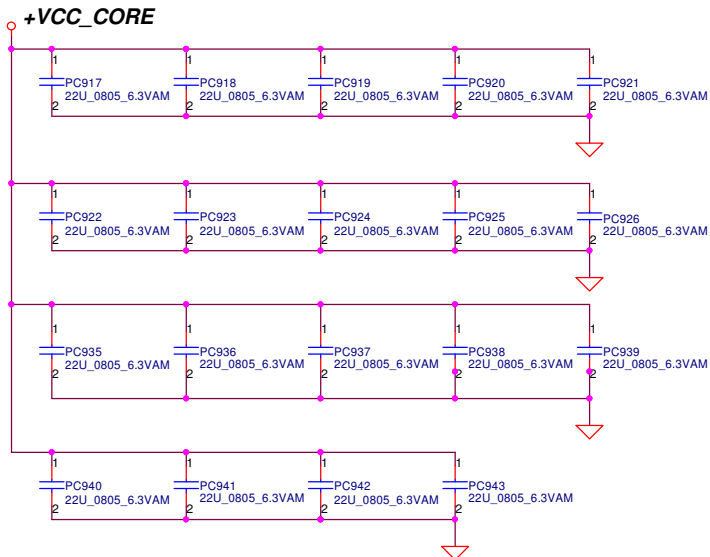 +VCC_CORE
1 1 1 1 1
PC917 PC918 PC919 PC920 PC921
22U_0805_6.3VAM 22U_0805_6.3VAM 22U_0805_6.3VAM 22U_0805_6.3VAM 22U_0805_6.3VAM
2 2 2 2 2
1 1 1 1 1
PC922 PC923 PC924 PC925 PC926
22U_0805_6.3VAM 22U_0805_6.3VAM 22U_0805_6.3VAM 22U_0805_6.3VAM 22U_0805_6.3VAM
2 2 2 2 2
1 1 1 1 1
PC935 PC936 PC937 PC938 PC939
22U_0805_6.3VAM 22U_0805_6.3VAM 22U_0805_6.3VAM 22U_0805_6.3VAM 22U_0805_6.3VAM
2 2 2 2 2
1 1 1 1
PC940 PC941 PC942 PC943
22U_0805_6.3VAM 22U_0805_6.3VAM 22U_0805_6.3VAM 22U_0805_6.3VAM
2 2 2 2